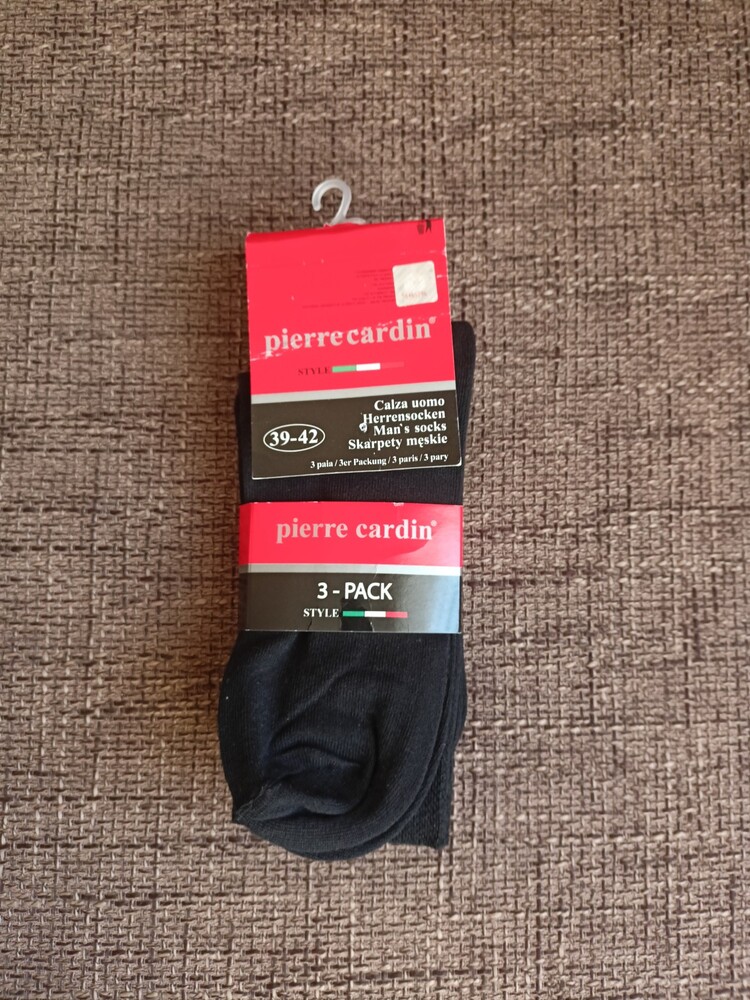 pierre cardin®
STYLE
39-42
Calza uomo
Herrensocken
Man's socks
Skarpety męskie
3 paia / 3er Packung / 3 paris / 3 pary
pierre cardin®
3 - PACK
STYLE